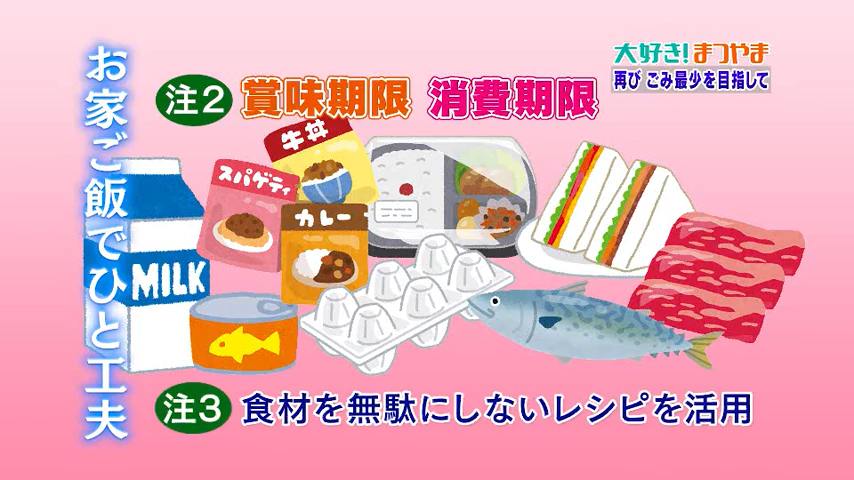 大好き!まつやま
再び ごみ最少を目指して
お家ご飯でひと工夫
注2 賞味期限 消費期限
牛丼
スパゲティ
カレー
MILK
注3 食材を無駄にしないレシピを活用